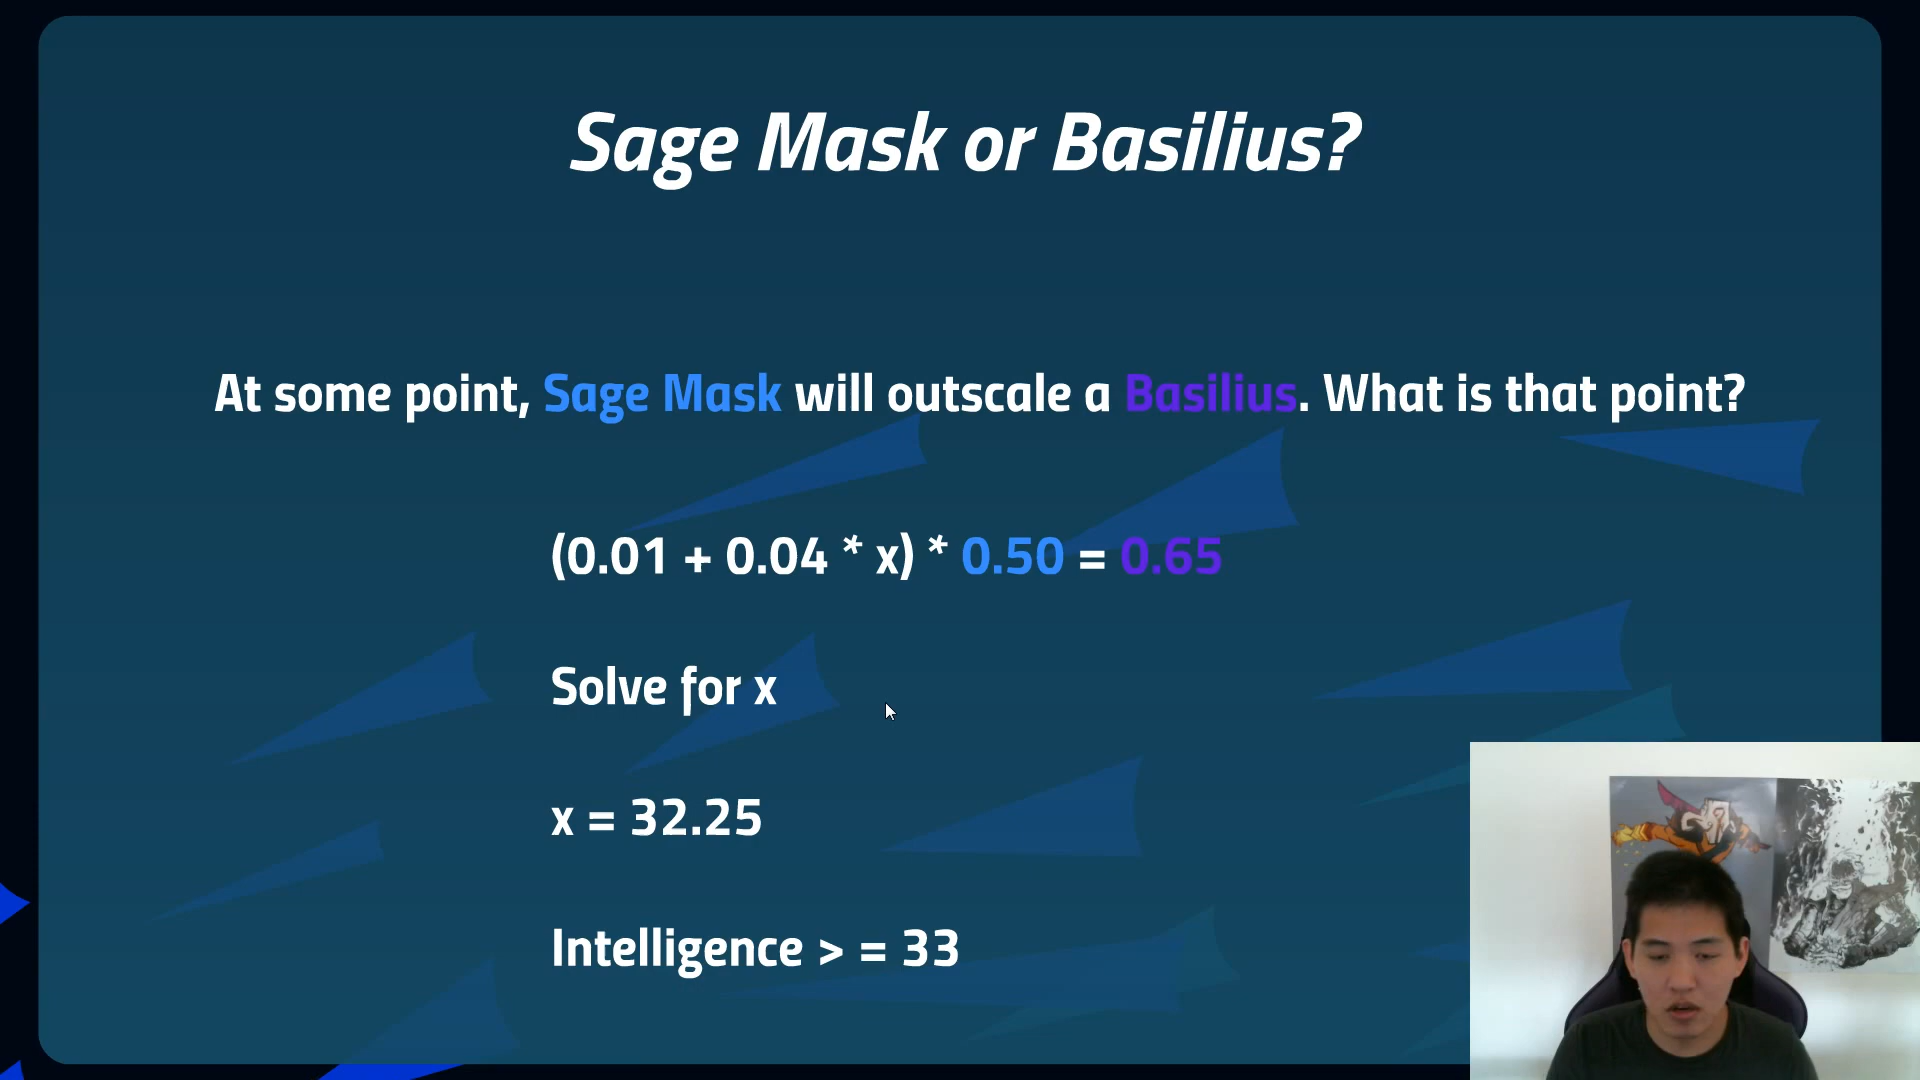 Sage Mask or Basilius?
At some point, Sage Mask will outscale a Basilius. What is that point?
(0.01 + 0.04 * x) * 0.50 = 0.65
Solve for x
x = 32.25
Intelligence > = 33